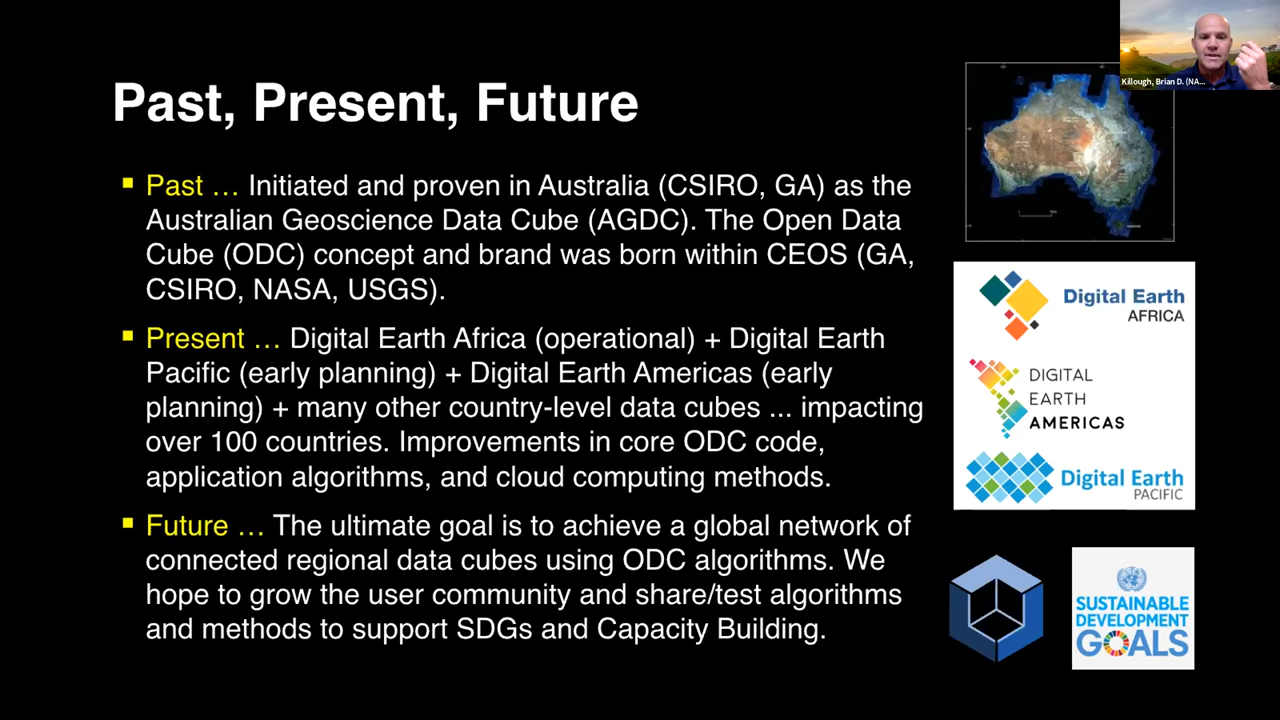 Killough, Brian D. (NA...
Past, Present, Future
Past … Initiated and proven in Australia (CSIRO, GA) as the
Australian Geoscience Data Cube (AGDC). The Open Data
Cube (ODC) concept and brand was born within CEOS (GA,
CSIRO, NASA, USGS).
Present … Digital Earth Africa (operational) + Digital Earth
Pacific (early planning) + Digital Earth Americas (early
planning) + many other country-level data cubes ... impacting
over 100 countries. Improvements in core ODC code,
application algorithms, and cloud computing methods.
Future … The ultimate goal is to achieve a global network of
connected regional data cubes using ODC algorithms. We
hope to grow the user community and share/test algorithms
and methods to support SDGs and Capacity Building.
Digital Earth
AFRICA
DIGITAL
EARTH
AMERICAS
Digital Earth
PACIFIC
SUSTAINABLE
DEVELOPMENT
GOALS